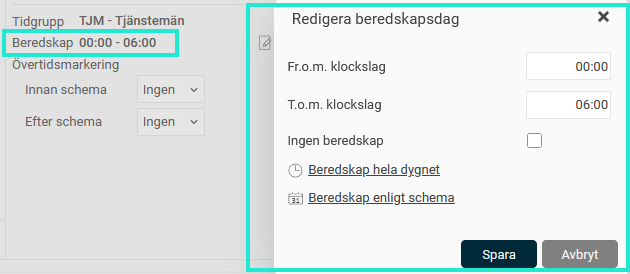 Tidgrupp TJM - Tjänstemän
Beredskap 00:00 - 06:00
Övertidsmarkering
Innan schema Ingen
Efter schema Ingen
Redigera beredskapsdag
Fr.o.m. klockslag 00:00
T.o.m. klockslag 06:00
Ingen beredskap
Beredskap hela dygnet
31 Beredskap enligt schema
Spara Avbryt